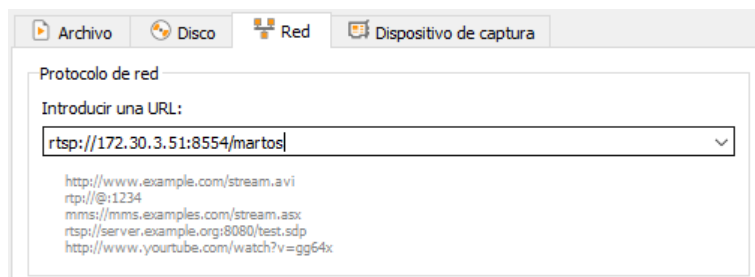 Archivo Disco Red Dispositivo de captura
Protocolo de red
Introducir una URL:
rtsp://172.30.3.51:8554/martos
http://www.example.com/stream.avi
rtp://@:1234
mms://mms.examples.com/stream.asx
rtsp://server.example.org:8080/test.sdp
http://www.yourtube.com/watch?v=gg64x